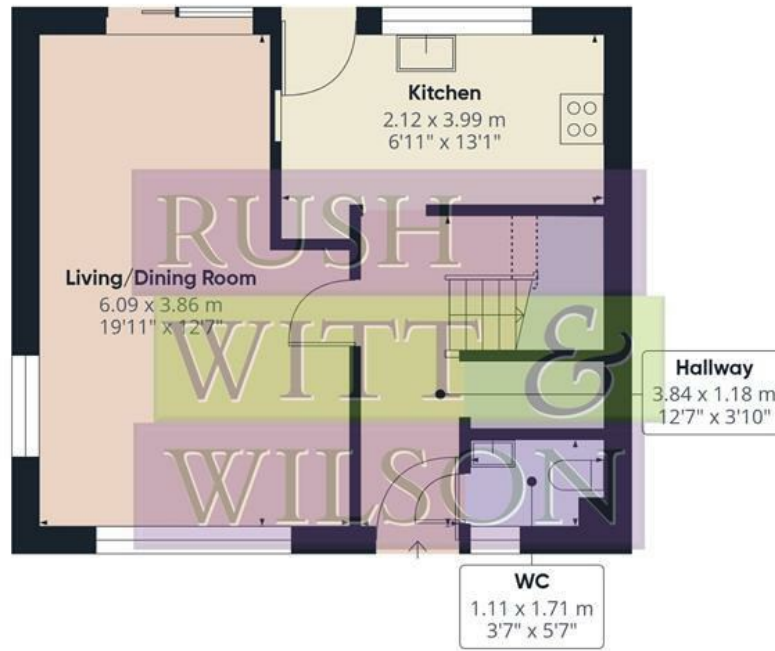 Kitchen
2.12 x 3.99 m
6'11" x 13'1"
RUSH
Living/Dining Room
6.09 x 3.86 m
19'11" x 12'7"
WITT &
Hallway
3.84 x 1.18 m
12'7" x 3'10"
WILSON
WC
1.11 x 1.71 m
3'7" x 5'7"